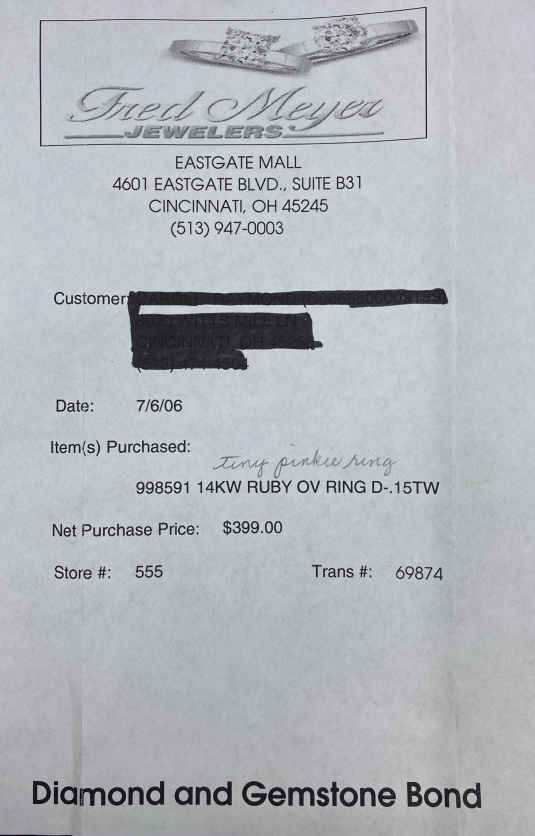 Fred Meyer
JEWELERS
EASTGATE MALL
4601 EASTGATE BLVD., SUITE B31
CINCINNATI, OH 45245
(513) 947-0003
Customer:
Date: 7/6/06
Item(s) Purchased:
tiny pinkie ring
998591 14KW RUBY OV RING D-.15TW
Net Purchase Price: $399.00
Store #: 555 Trans #: 69874
Diamond and Gemstone Bond